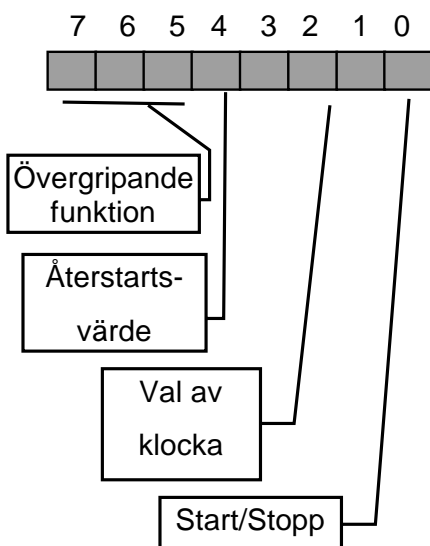 7 6 5 4 3 2 1 0
Övergripande
funktion
Återstarts-
värde
Val av
klocka
Start/Stopp